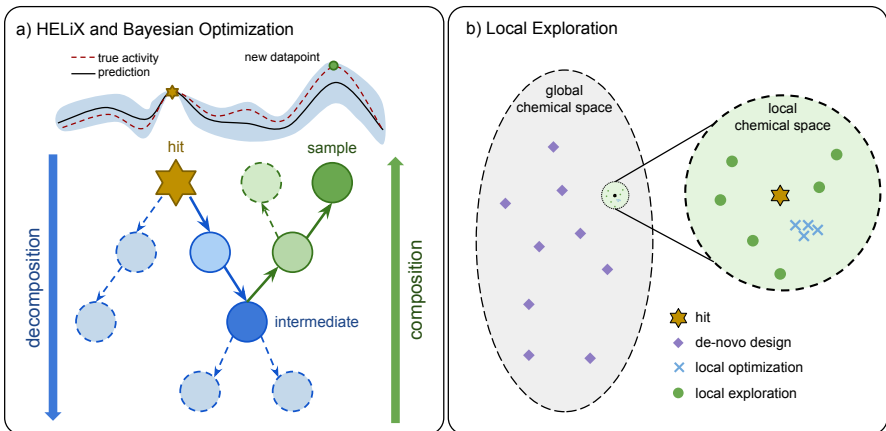 a) HELiX and Bayesian Optimization
true activity
prediction
new datapoint
hit
sample
decomposition
intermediate
composition
b) Local Exploration
global
chemical space
local
chemical space
hit
de-novo design
local optimization
local exploration